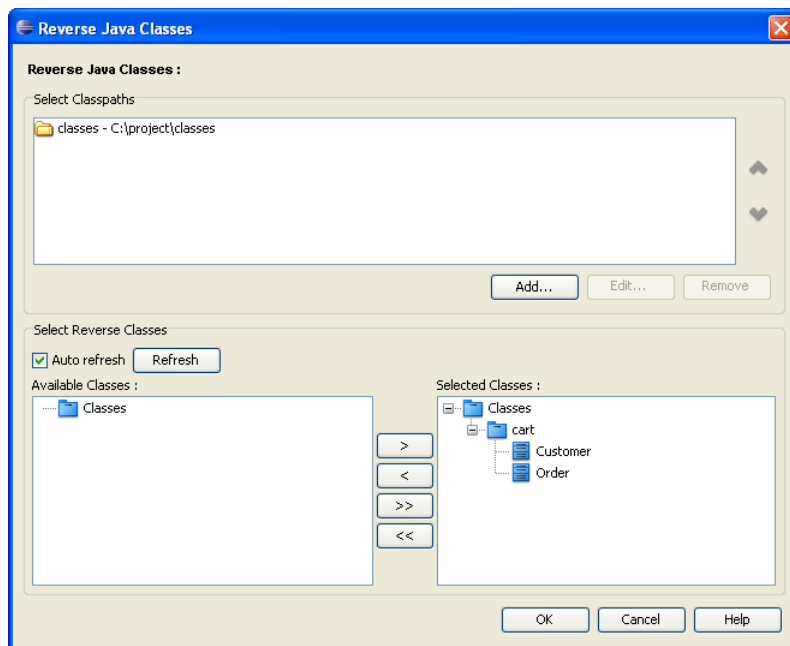 Reverse Java Classes
Reverse Java Classes :
Select Classpaths
classes - C:\project\classes
Add... Edit... Remove
Select Reverse Classes
Auto refresh Refresh
Available Classes : Selected Classes :
Classes Classes
cart
>
Customer
<
Order
>>
<<
OK Cancel Help